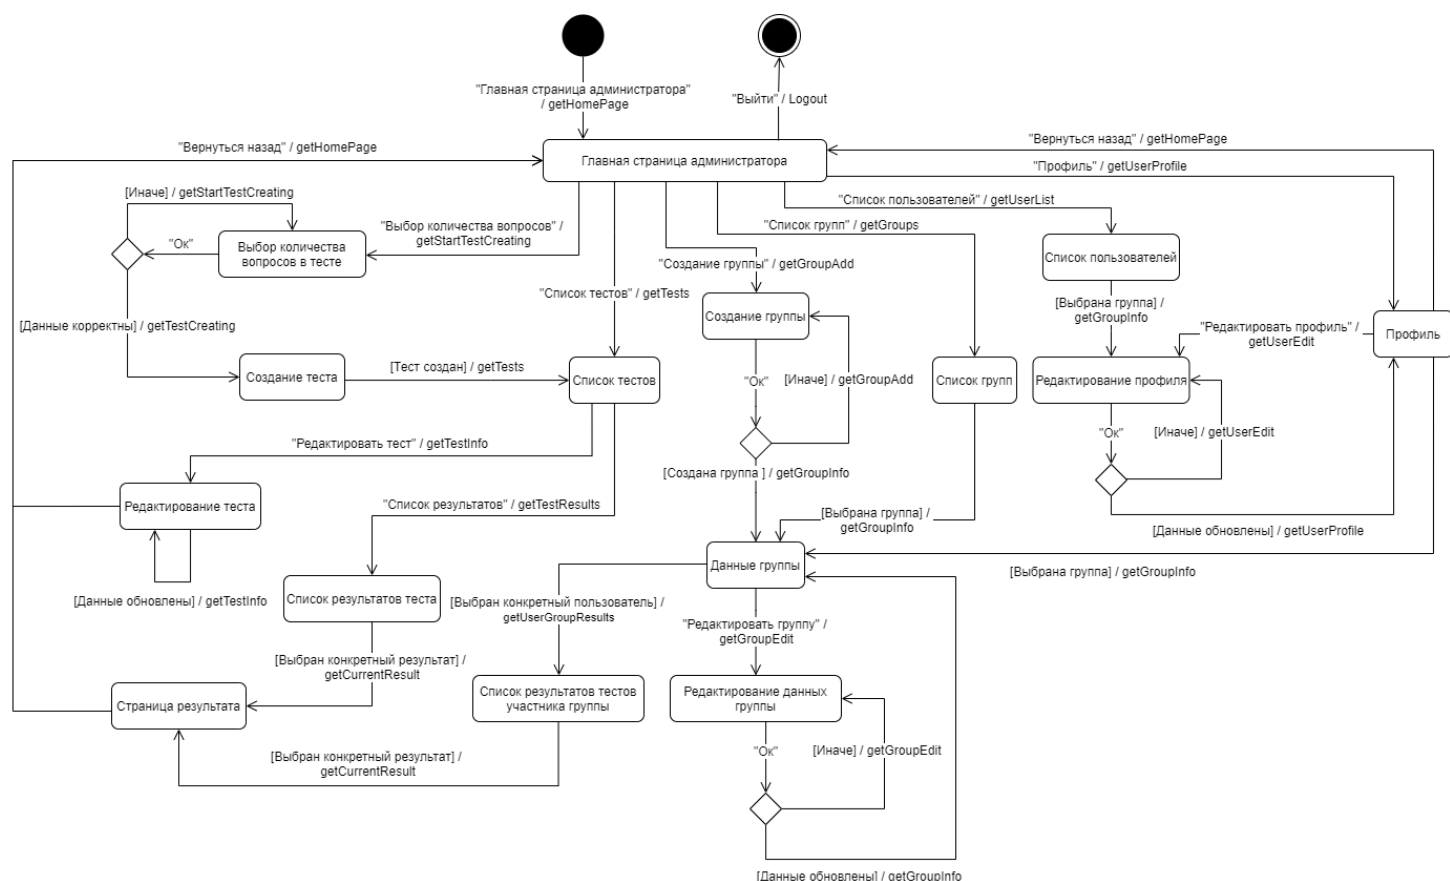 "Главная страница администратора"
/ getHomePage
"Выйти" / Logout
"Вернуться назад" / getHomePage
"Вернуться назад" / getHomePage
Главная страница администратора
"Профиль" / getUserProfile
[Иначе] / getStartTestCreating
"Список пользователей" / getUserList
"Выбор количества вопросов" /
getStartTestCreating
"Список групп" / getGroups
"Ок"
Выбор количества
вопросов в тесте
Список пользователей
"Создание группы" / getGroupAdd
"Список тестов" / getTests
[Выбрана группа] /
getGroupInfo
Создание группы
[Данные корректны] / getTestCreating
"Редактировать профиль" /
getUserEdit
Профиль
[Тест создан] / getTests
Создание теста
Список тестов
"Ок"
[Иначе] / getGroupAdd
Список групп
Редактирование профиля
"Ок"
[Иначе] / getUserEdit
"Редактировать тест" / getTestInfo
[Создана группа ] / getGroupInfo
Редактирование теста
"Список результатов" / getTestResults
[Выбрана группа] /
getGroupInfo
[Данные обновлены] / getUserProfile
Данные группы
[Выбрана группа] / getGroupInfo
[Данные обновлены] / getTestInfo
Список результатов теста
[Выбран конкретный пользователь] /
getUserGroupResults
"Редактировать группу" /
getGroupEdit
[Выбран конкретный результат] /
getCurrentResult
Страница результата
Список результатов тестов
участника группы
Редактирование данных
группы
[Выбран конкретный результат] /
getCurrentResult
"Ок"
[Иначе] / getGroupEdit
[Данные обновлены] / getGroupInfo